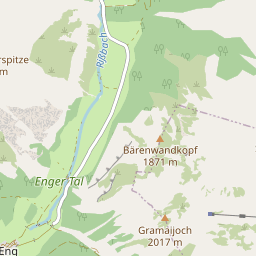 Rißbach
rspitze
m
Bärenwandkopf
1871 m
Enger Tal
Gramaijoch
2017 m
Eng